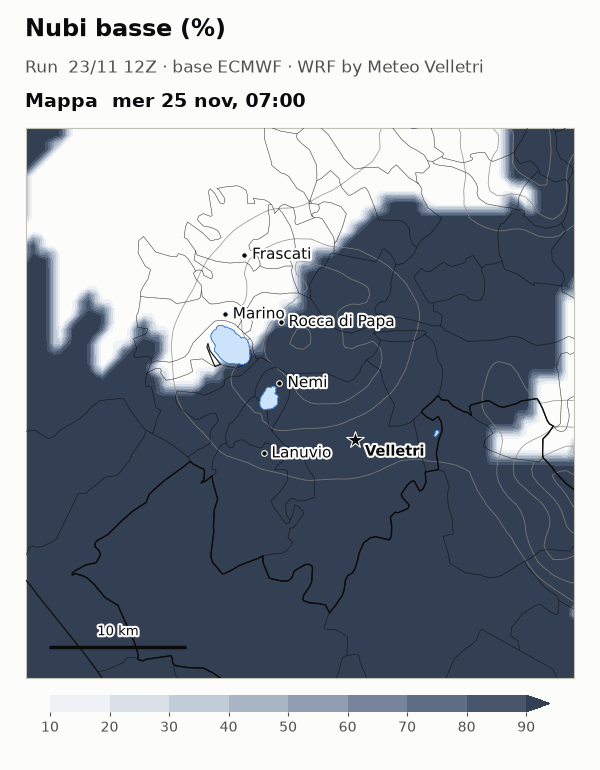 Nubi basse (%)
Run  23/11 12Z · base ECMWF · WRF by Meteo Velletri
Mappa  mer 25 nov, 07:00
Frascati
Marino
Rocca di Papa
Nemi
Velletri
Lanuvio
10 km
10 20 30 40 50 60 70 80 90